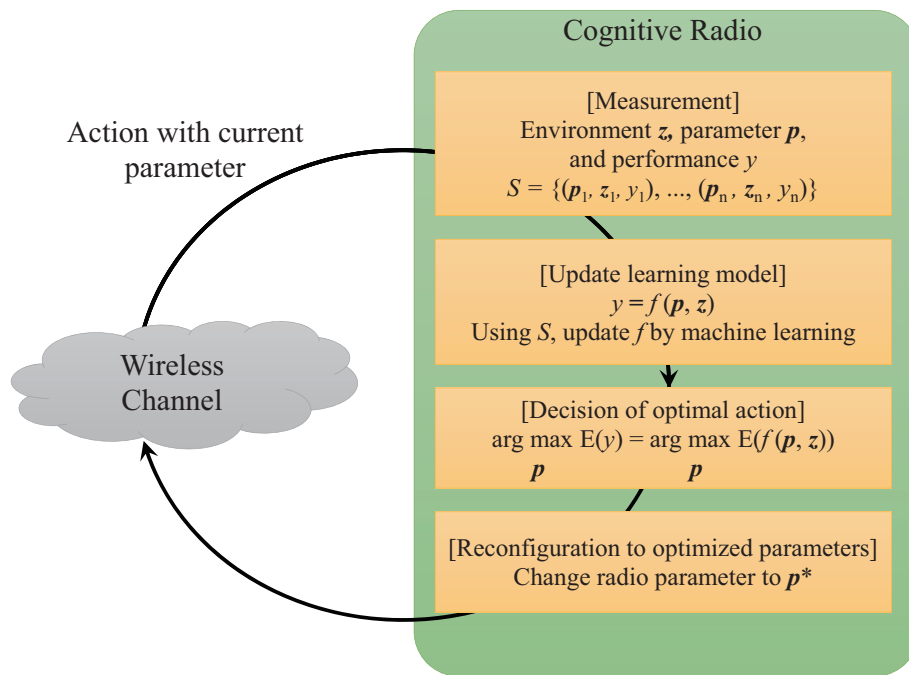 Cognitive Radio
[Measurement]
Environment z, parameter p,
and performance y
S = {(p₁, z₁, y₁), ..., (pₙ, zₙ, yₙ)}
Action with current
parameter
[Update learning model]
y = f (p, z)
Using S, update f by machine learning
Wireless
Channel
[Decision of optimal action]
arg max E(y) = arg max E(f (p, z))
p p
[Reconfiguration to optimized parameters]
Change radio parameter to p*